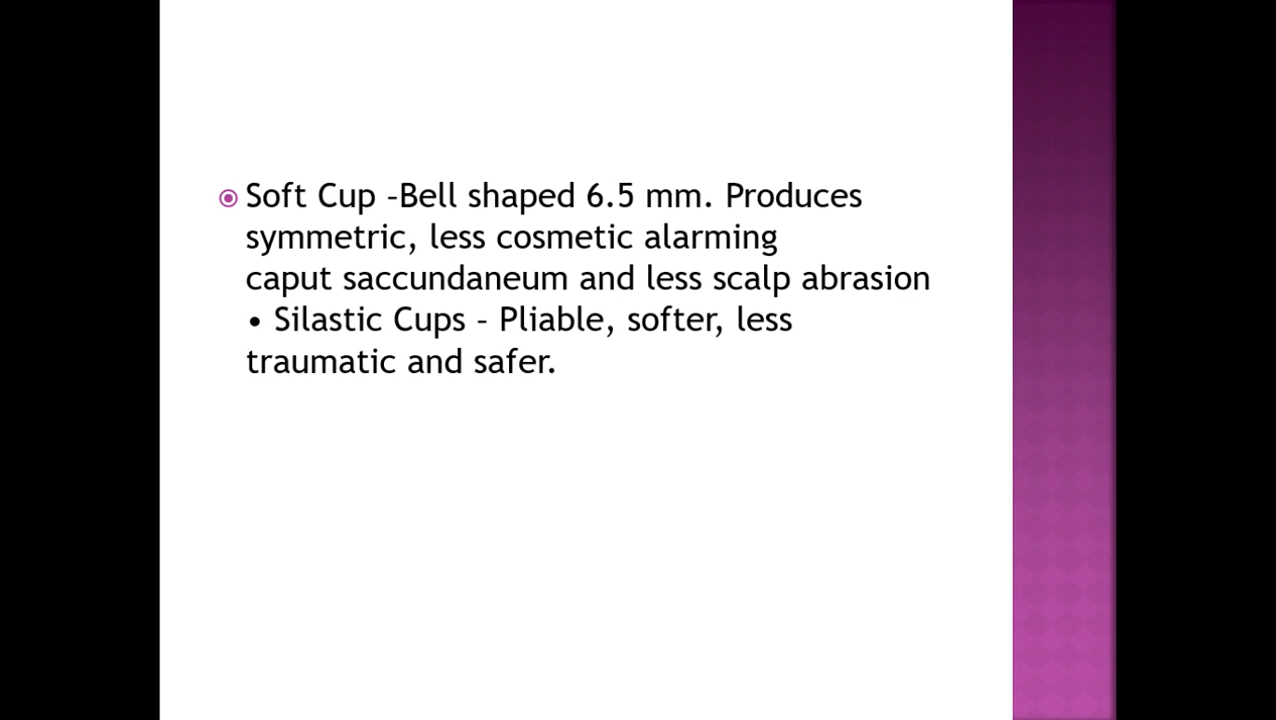 Soft Cup –Bell shaped 6.5 mm. Produces
symmetric, less cosmetic alarming
caput saccundaneum and less scalp abrasion
• Silastic Cups – Pliable, softer, less
traumatic and safer.